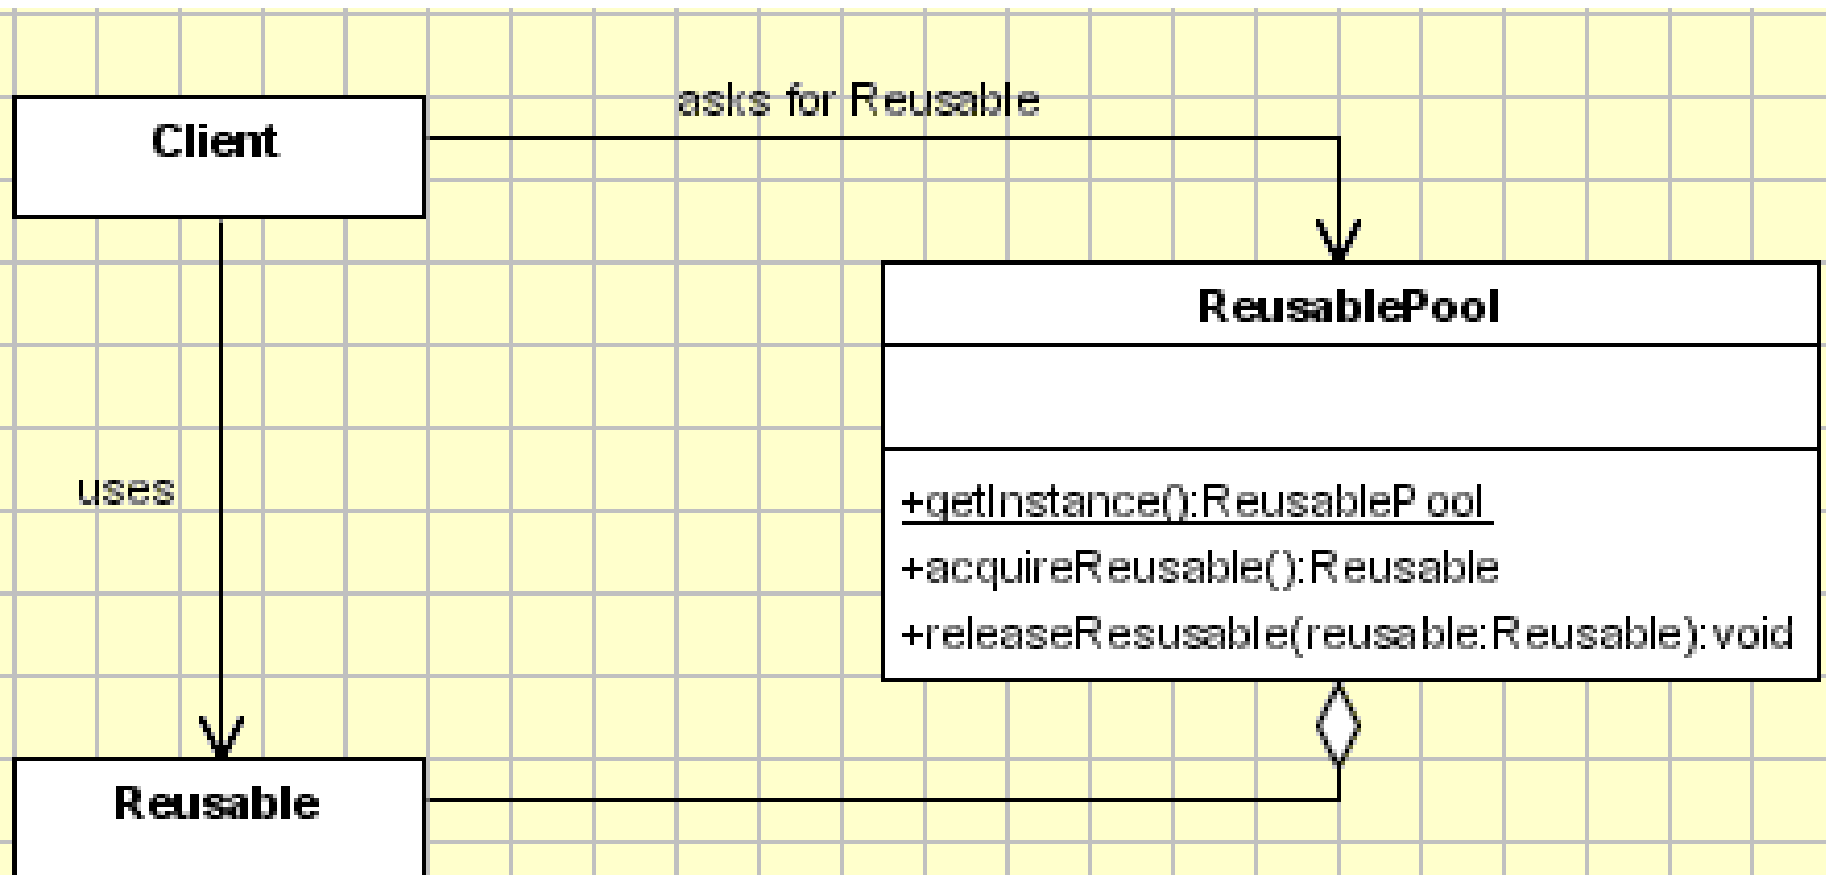 asks for Reusable
Client
ReusablePool
uses
+getInstance():ReusablePool
+acquireReusable():Reusable
+releaseResusable(reusable:Reusable):void
Reusable